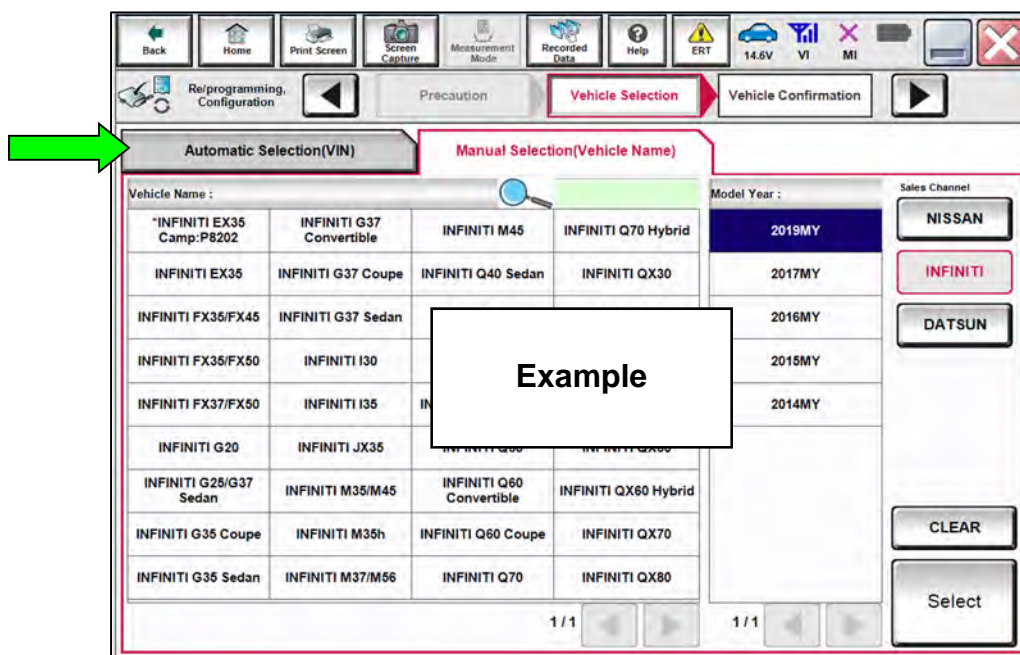 Back
Home
Print Screen
Screen
Capture
Measurement
Mode
Recorded
Data
Help
ERT
14.6V
VI
MI
Re/programming,
Configuration
Precaution
Vehicle Selection
Vehicle Confirmation
Automatic Selection(VIN)
Manual Selection(Vehicle Name)
Vehicle Name :
Model Year :
Sales Channel
*INFINITI EX35
Camp:P8202
INFINITI G37
Convertible
INFINITI M45
INFINITI Q70 Hybrid
2019MY
NISSAN
INFINITI EX35
INFINITI G37 Coupe
INFINITI Q40 Sedan
INFINITI QX30
2017MY
INFINITI
INFINITI FX35/FX45
INFINITI G37 Sedan
2016MY
DATSUN
INFINITI FX35/FX50
INFINITI I30
Example
2015MY
INFINITI FX37/FX50
INFINITI I35
2014MY
INFINITI G20
INFINITI JX35
INFINITI G25/G37
Sedan
INFINITI M35/M45
INFINITI Q60
Convertible
INFINITI QX60 Hybrid
INFINITI G35 Coupe
INFINITI M35h
INFINITI Q60 Coupe
INFINITI QX70
CLEAR
INFINITI G35 Sedan
INFINITI M37/M56
INFINITI Q70
INFINITI QX80
Select
1/1
1/1